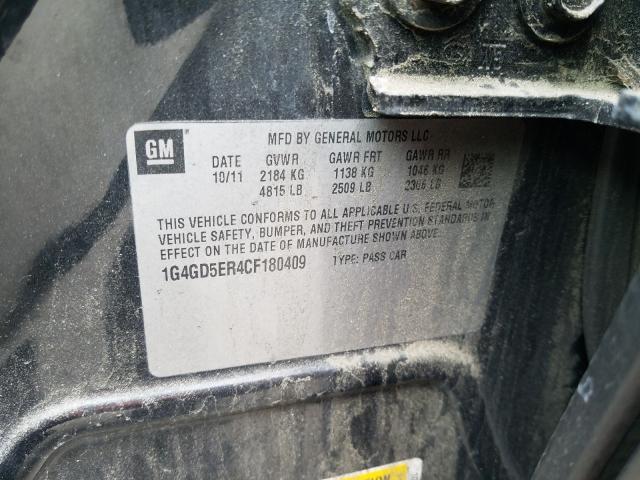 GM
MFD BY GENERAL MOTORS LLC
DATE GVWR GAWR FRT GAWR RR
10/11 2184 KG 1138 KG 1046 KG
4815 LB 2509 LB 2306 LB
THIS VEHICLE CONFORMS TO ALL APPLICABLE U.S. FEDERAL MOTOR
VEHICLE SAFETY, BUMPER, AND THEFT PREVENTION STANDARDS IN
EFFECT ON THE DATE OF MANUFACTURE SHOWN ABOVE.
1G4GD5ER4CF180409 TYPE: PASS CAR